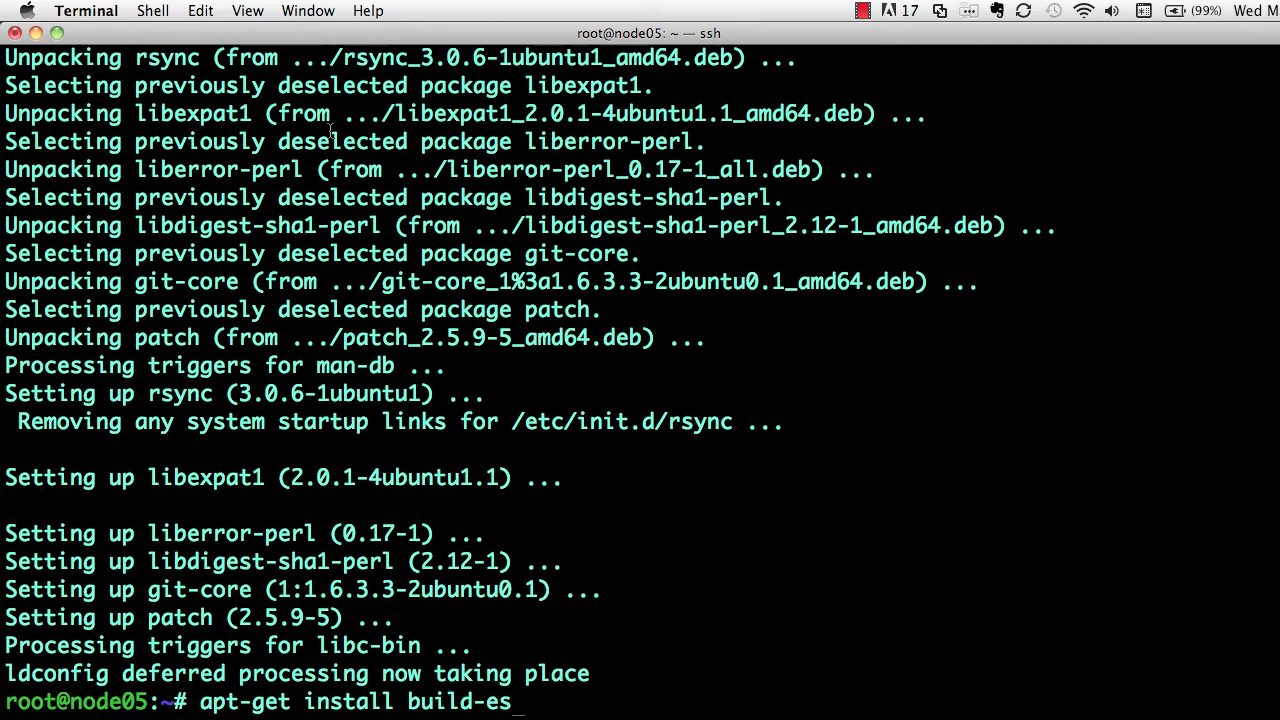 Terminal Shell Edit View Window Help 17 (99%) Wed M
root@node05: ~ — ssh
Unpacking rsync (from .../rsync_3.0.6-1ubuntu1_amd64.deb) ...
Selecting previously deselected package libexpat1.
Unpacking libexpat1 (from .../libexpat1_2.0.1-4ubuntu1.1_amd64.deb) ...
Selecting previously deselected package liberror-perl.
Unpacking liberror-perl (from .../liberror-perl_0.17-1_all.deb) ...
Selecting previously deselected package libdigest-sha1-perl.
Unpacking libdigest-sha1-perl (from .../libdigest-sha1-perl_2.12-1_amd64.deb) ...
Selecting previously deselected package git-core.
Unpacking git-core (from .../git-core_1%3a1.6.3.3-2ubuntu0.1_amd64.deb) ...
Selecting previously deselected package patch.
Unpacking patch (from .../patch_2.5.9-5_amd64.deb) ...
Processing triggers for man-db ...
Setting up rsync (3.0.6-1ubuntu1) ...
 Removing any system startup links for /etc/init.d/rsync ...
Setting up libexpat1 (2.0.1-4ubuntu1.1) ...
Setting up liberror-perl (0.17-1) ...
Setting up libdigest-sha1-perl (2.12-1) ...
Setting up git-core (1:1.6.3.3-2ubuntu0.1) ...
Setting up patch (2.5.9-5) ...
Processing triggers for libc-bin ...
ldconfig deferred processing now taking place
root@node05:~# apt-get install build-es_